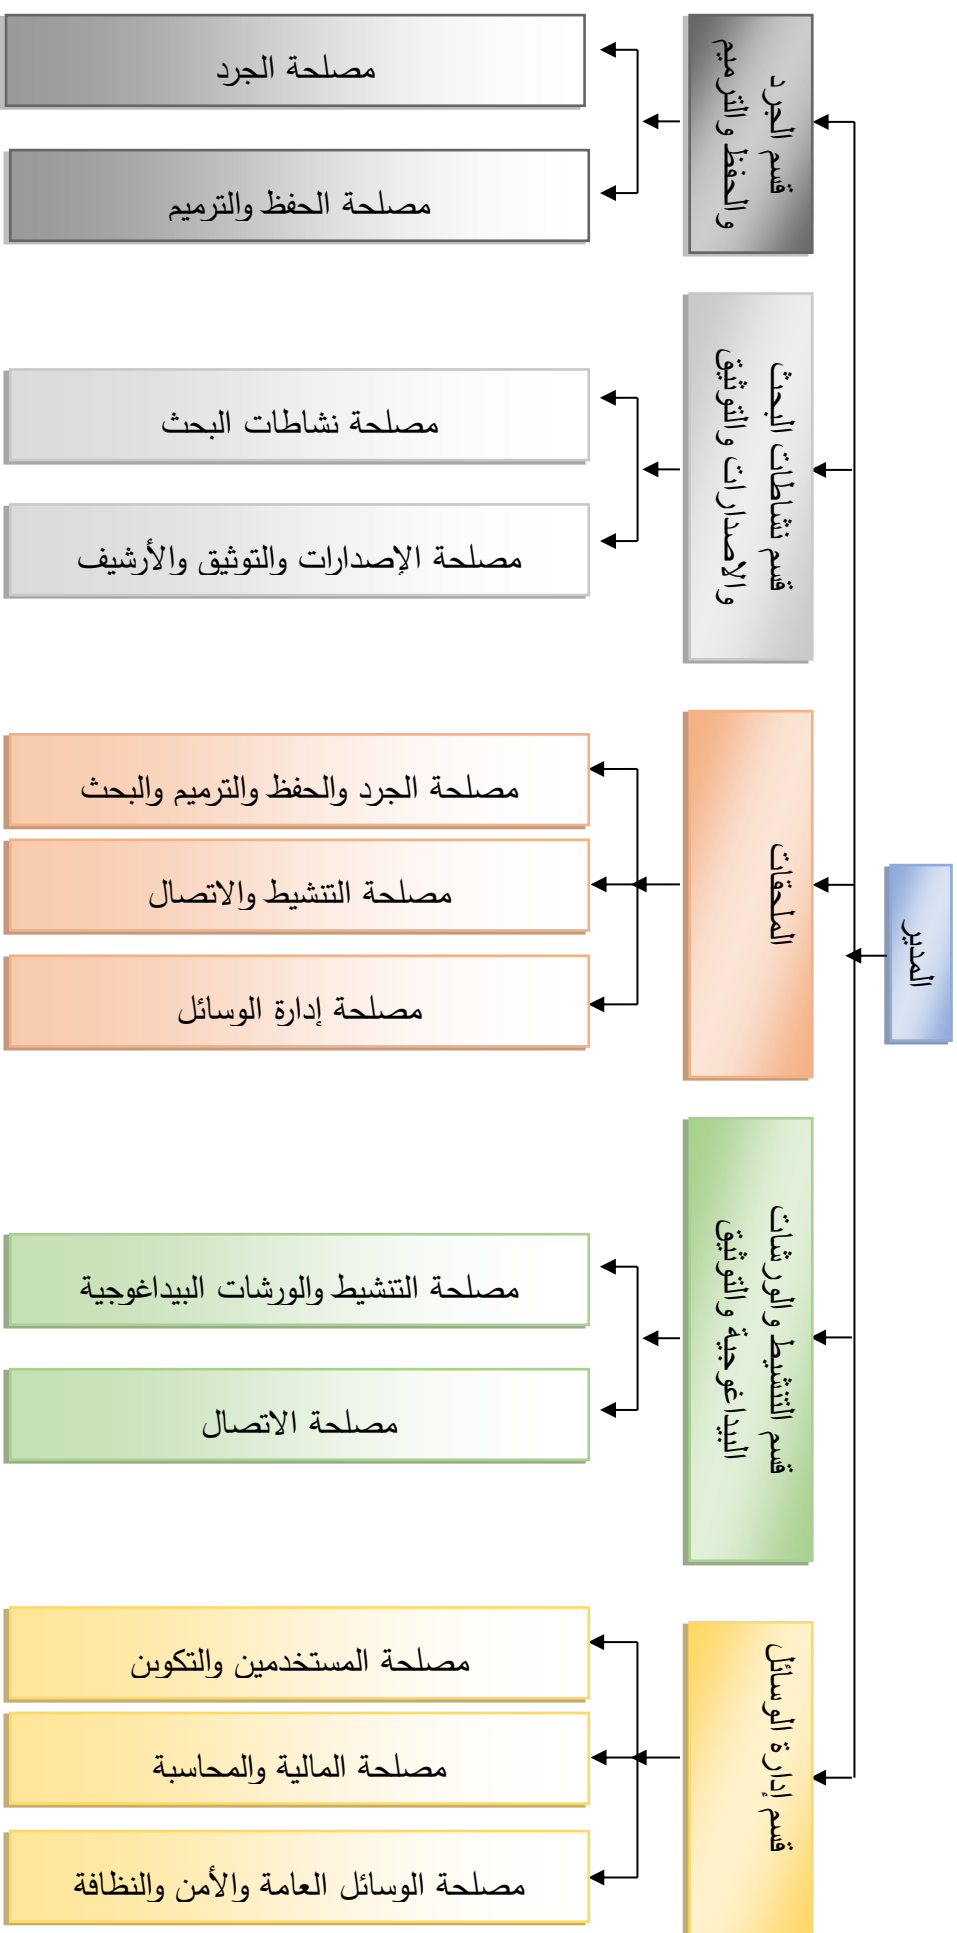 المدير
قسم الجرد
والحفظ والترميم
مصلحة الجرد
مصلحة الحفظ والترميم
قسم نشاطات البحث
والاصدارات والتوثيق
مصلحة نشاطات البحث
مصلحة الإصدارات والتوثيق والأرشيف
الملحقات
مصلحة الجرد والحفظ والترميم والبحث
مصلحة التنشيط والاتصال
مصلحة إدارة الوسائل
قسم التنشيط والورشات
البيداغوجية والتوثيق
مصلحة التنشيط والورشات البيداغوجية
مصلحة الاتصال
قسم إدارة الوسائل
مصلحة المستخدمين والتكوين
مصلحة المالية والمحاسبة
مصلحة الوسائل العامة والأمن والنظافة